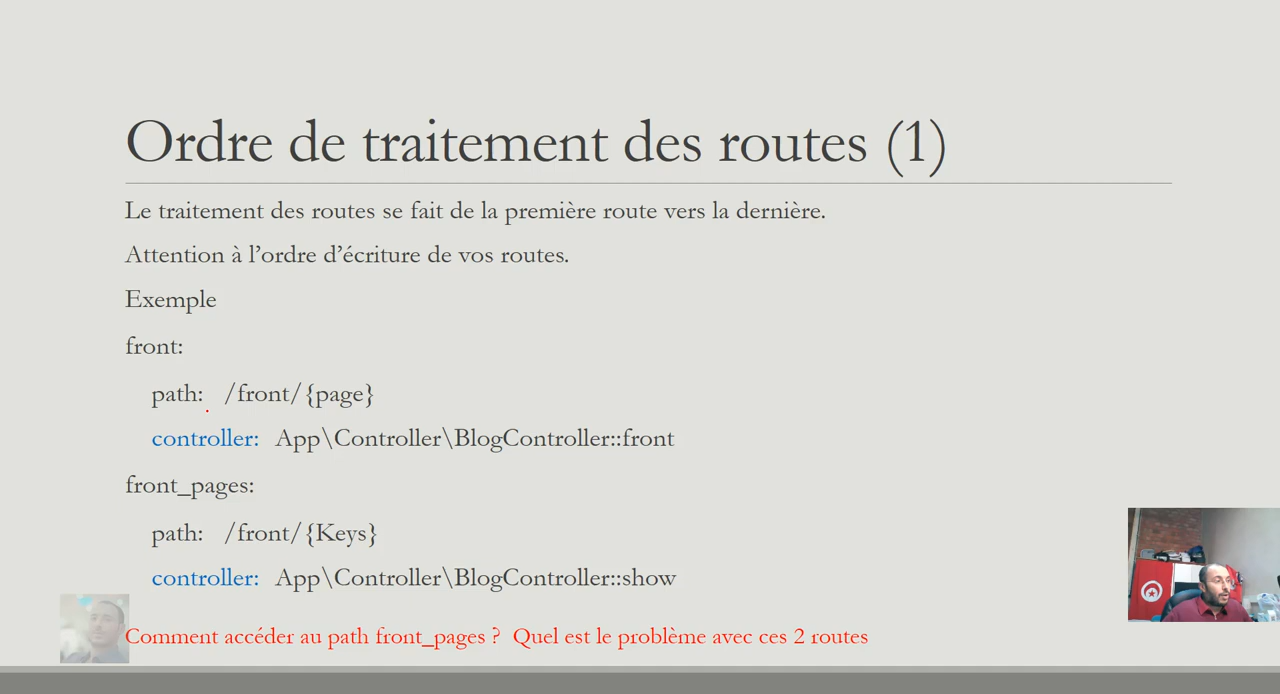 Ordre de traitement des routes (1)
Le traitement des routes se fait de la première route vers la dernière.
Attention à l’ordre d’écriture de vos routes.
Exemple
front:
path: /front/{page}
controller: App\Controller\BlogController::front
front_pages:
path: /front/{Keys}
controller: App\Controller\BlogController::show
Comment accéder au path front_pages ? Quel est le problème avec ces 2 routes